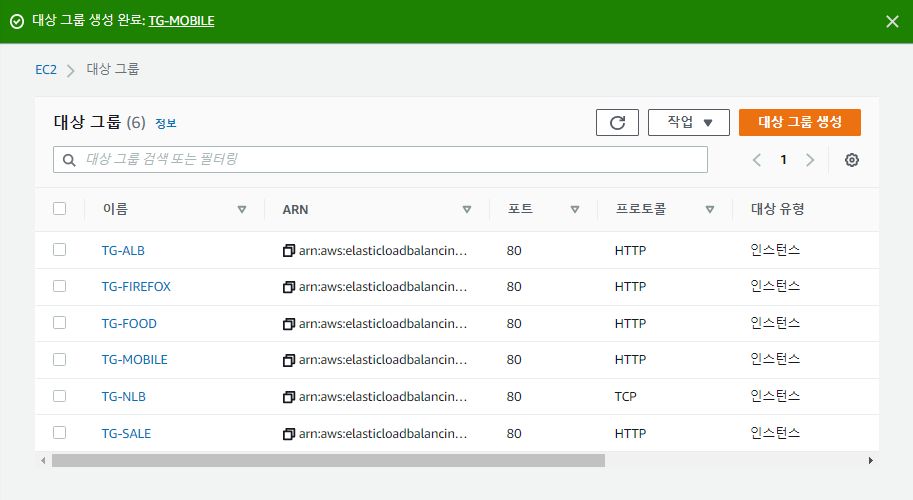 대상 그룹 생성 완료: TG-MOBILE
EC2 대상 그룹
대상 그룹 (6) 정보 작업 대상 그룹 생성
대상 그룹 검색 또는 필터링 1
이름 ARN 포트 프로토콜 대상 유형
TG-ALB arn:aws:elasticloadbalancin... 80 HTTP 인스턴스
TG-FIREFOX arn:aws:elasticloadbalancin... 80 HTTP 인스턴스
TG-FOOD arn:aws:elasticloadbalancin... 80 HTTP 인스턴스
TG-MOBILE arn:aws:elasticloadbalancin... 80 HTTP 인스턴스
TG-NLB arn:aws:elasticloadbalancin... 80 TCP 인스턴스
TG-SALE arn:aws:elasticloadbalancin... 80 HTTP 인스턴스